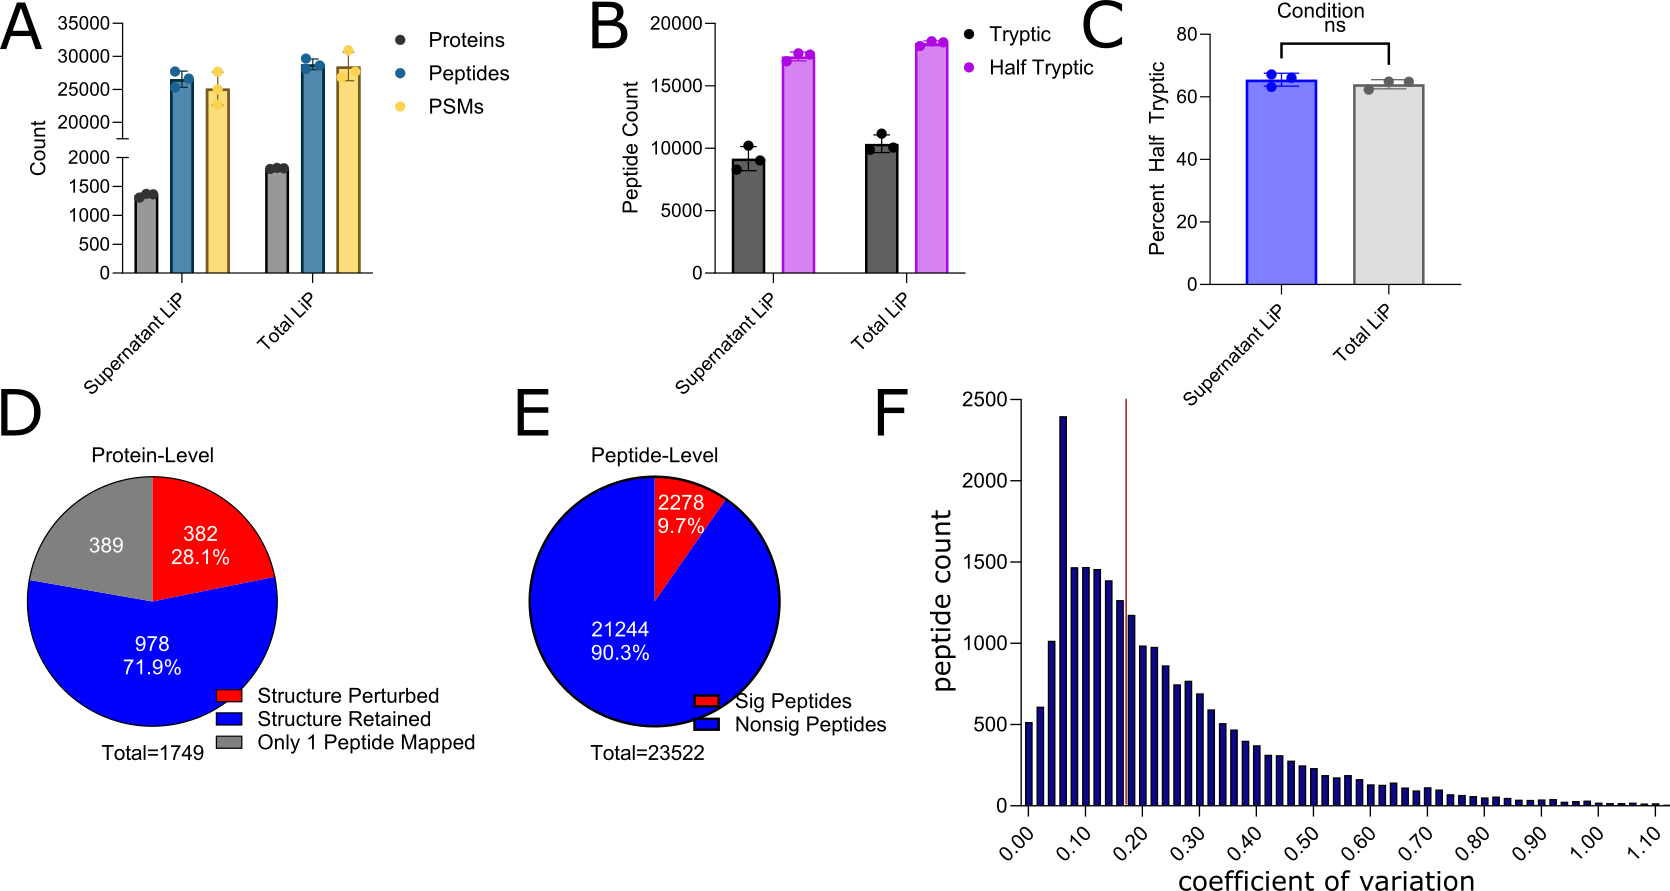 A
35000
30000
25000
20000
2000
1500
1000
500
0
Count
Proteins
Peptides
PSMs
Supernatant LiP
Total LiP
B
20000
15000
10000
5000
0
Peptide Count
Tryptic
Half Tryptic
Supernatant LiP
Total LiP
C
Condition
ns
80
60
40
20
0
Percent Half Tryptic
Supernatant LiP
Total LiP
D
Protein-Level
382
28.1%
389
978
71.9%
Structure Perturbed
Structure Retained
Only 1 Peptide Mapped
Total=1749
E
Peptide-Level
2278
9.7%
21244
90.3%
Sig Peptides
Nonsig Peptides
Total=23522
F
2500
2000
1500
1000
500
0
peptide count
0.00
0.10
0.20
0.30
0.40
0.50
0.60
0.70
0.80
0.90
1.00
1.10
coefficient of variation